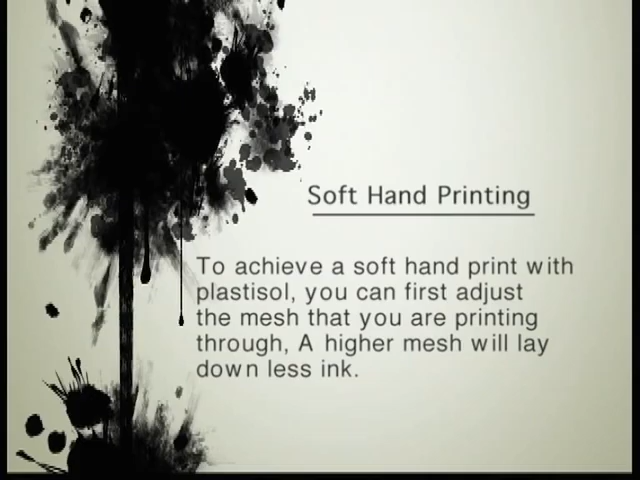 Soft Hand Printing
To achieve a soft hand print with
plastisol, you can first adjust
the mesh that you are printing
through, A higher mesh will lay
down less ink.